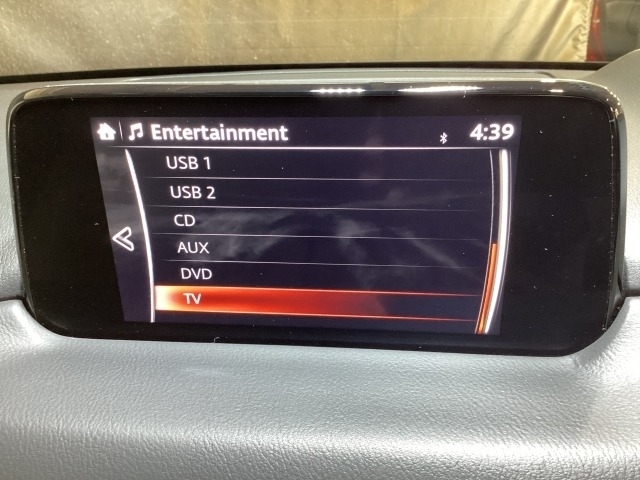 Entertainment 4:39
USB 1
USB 2
CD
AUX
DVD
TV